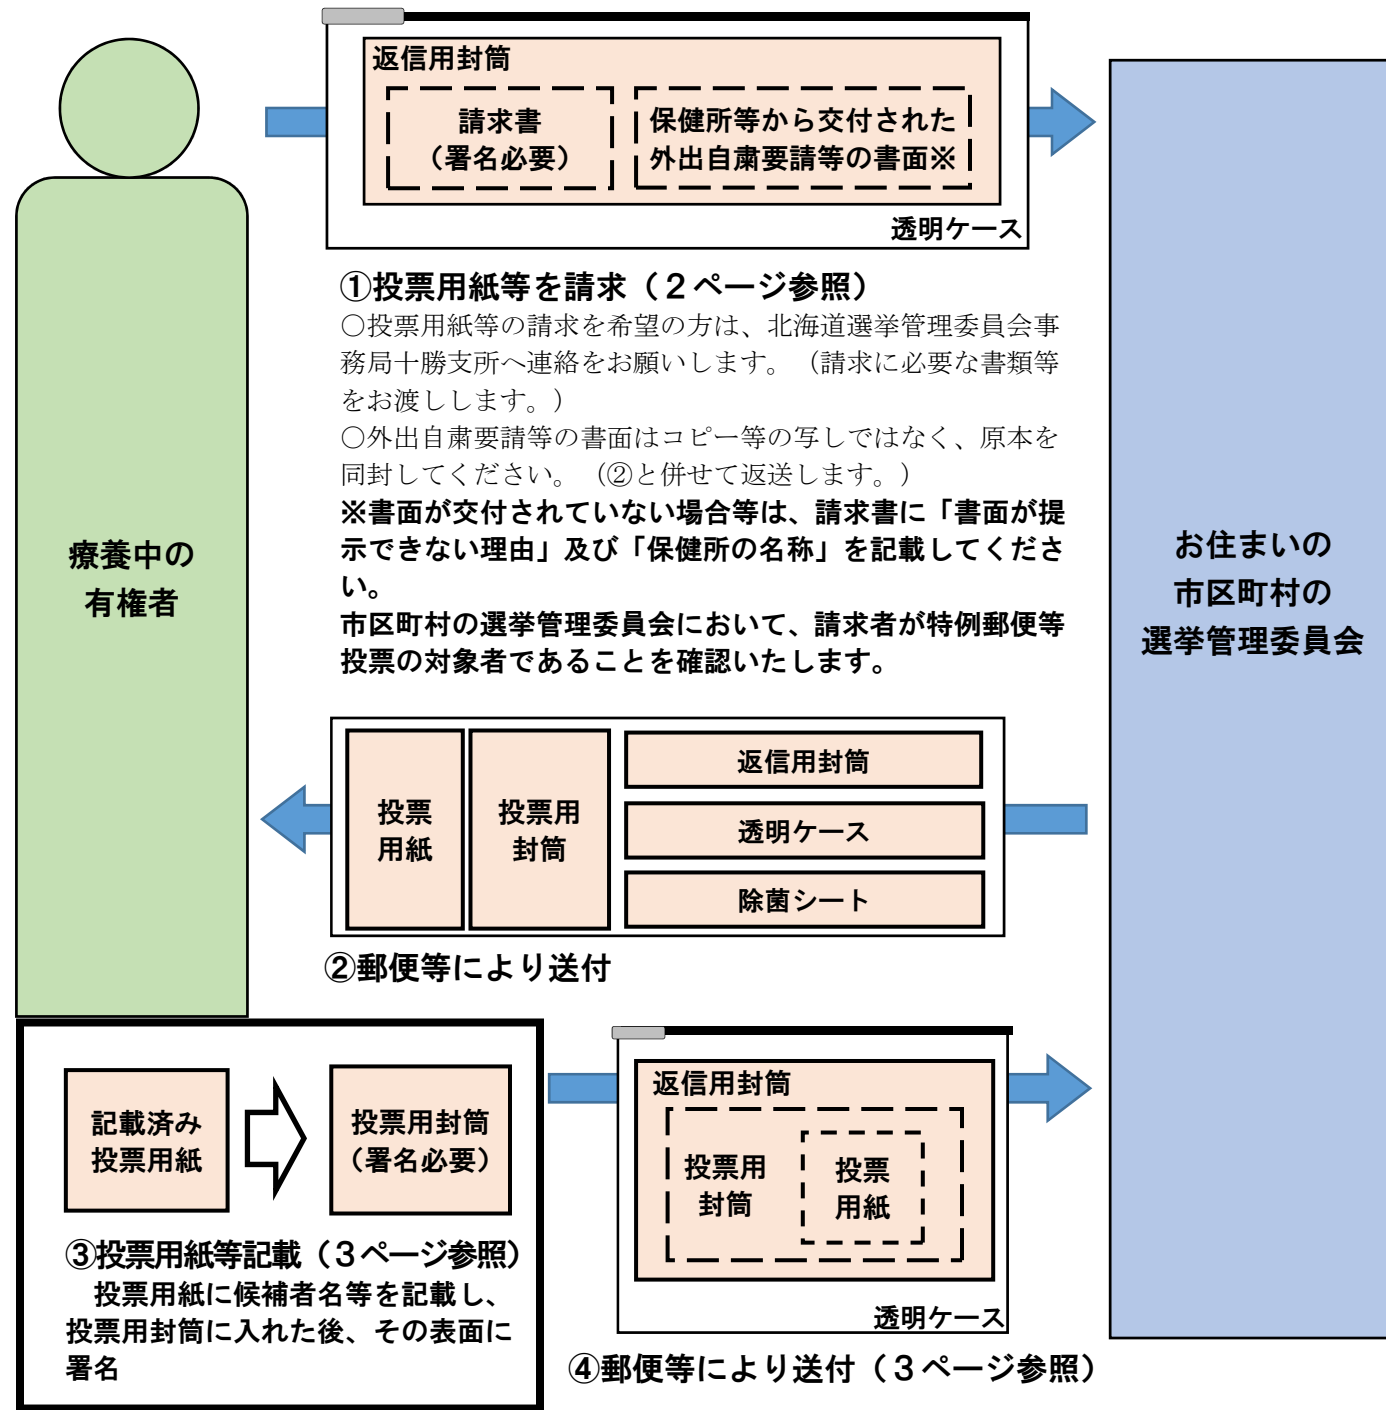 返信用封筒
請求書
（署名必要）
保健所等から交付された
外出自粛要請等の書面※
透明ケース
①投票用紙等を請求（２ページ参照）
○投票用紙等の請求を希望の方は、北海道選挙管理委員会事
務局十勝支所へ連絡をお願いします。（請求に必要な書類等
をお渡しします。）
○外出自粛要請等の書面はコピー等の写しではなく、原本を
同封してください。（②と併せて返送します。）
※書面が交付されていない場合等は、請求書に「書面が提
示できない理由」及び「保健所の名称」を記載してくださ
い。
市区町村の選挙管理委員会において、請求者が特例郵便等
投票の対象者であることを確認いたします。
療養中の
有権者
お住まいの
市区町村の
選挙管理委員会
投票
用紙
投票用
封筒
返信用封筒
透明ケース
除菌シート
②郵便等により送付
記載済み
投票用紙
投票用封筒
（署名必要）
③投票用紙等記載（３ページ参照）
投票用紙に候補者名等を記載し、
投票用封筒に入れた後、その表面に
署名
返信用封筒
投票用
封筒
投票
用紙
透明ケース
④郵便等により送付（３ページ参照）